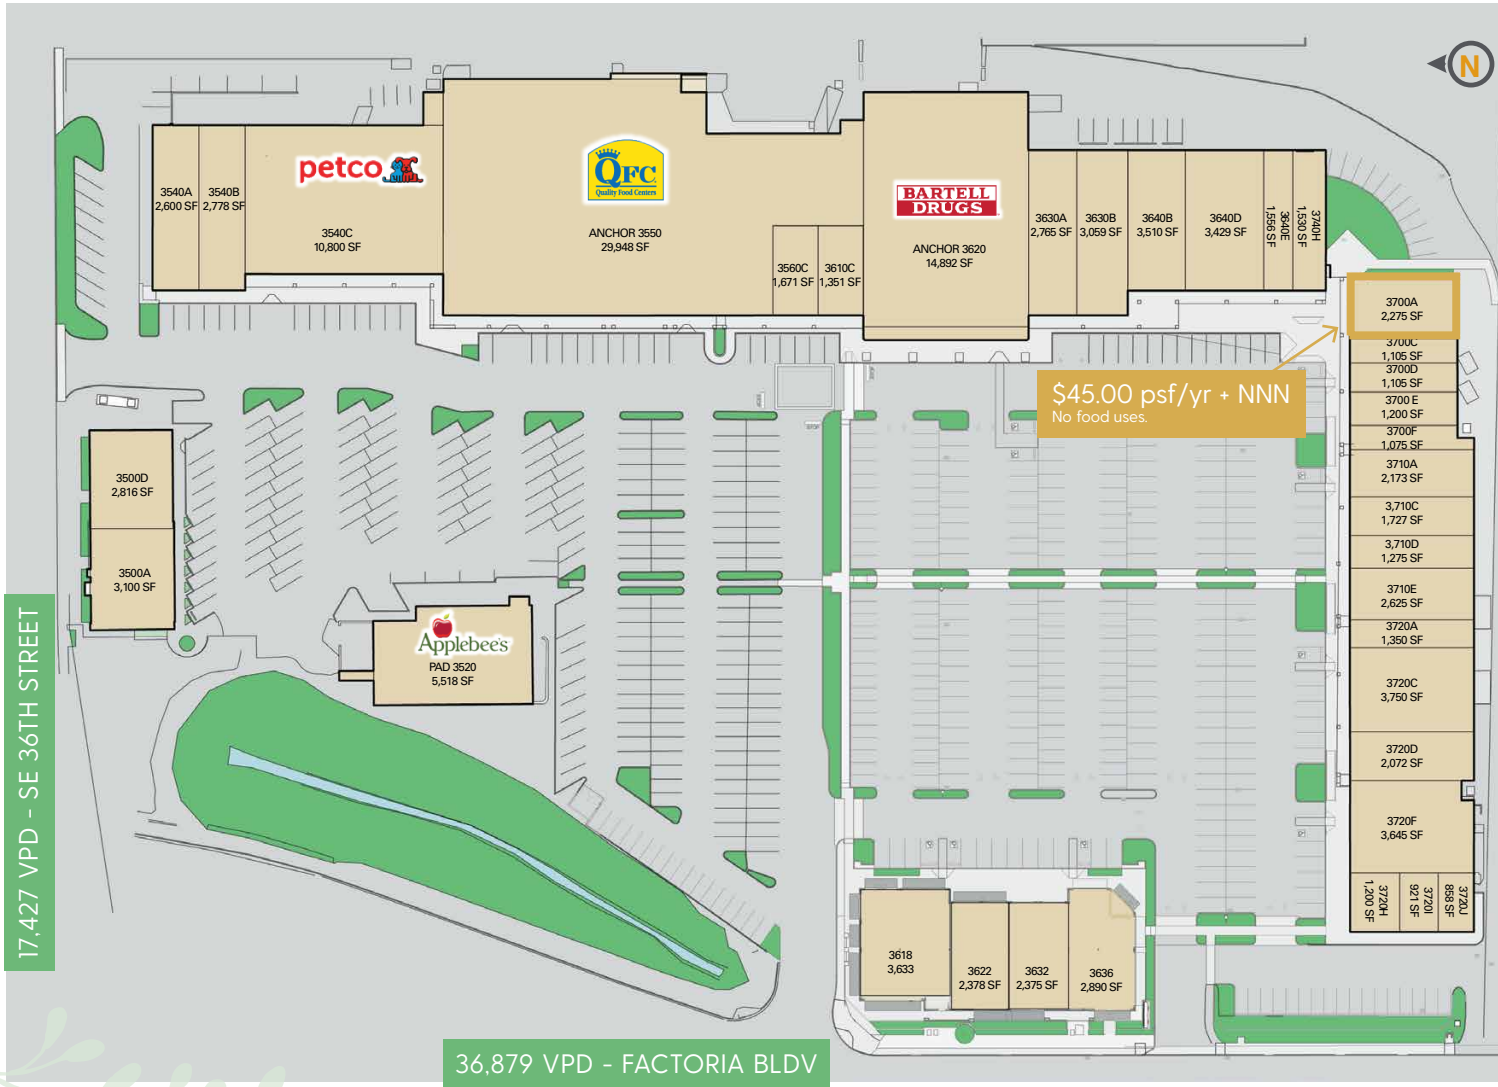 N
petco
QFC
Quality Food Centers
BARTELL
DRUGS
3540A
2,600 SF
3540B
2,778 SF
3540C
10,800 SF
ANCHOR 3550
29,948 SF
3560C
1,671 SF
3610C
1,351 SF
ANCHOR 3620
14,892 SF
3630A
2,765 SF
3630B
3,059 SF
3640B
3,510 SF
3640D
3,429 SF
3640E
1,556 SF
3740H
1,530 SF
3700A
2,275 SF
3700C
1,105 SF
3700D
1,105 SF
3700 E
1,200 SF
3700F
1,075 SF
3710A
2,173 SF
3,710C
1,727 SF
3,710D
1,275 SF
3710E
2,625 SF
3720A
1,350 SF
3720C
3,750 SF
3720D
2,072 SF
3720F
3,645 SF
3720H
1,200 SF
3720I
921 SF
3720J
858 SF
$45.00 psf/yr + NNN
No food uses.
3500D
2,816 SF
3500A
3,100 SF
Applebee's
PAD 3520
5,518 SF
3618
3,633
3622
2,378 SF
3632
2,375 SF
3636
2,890 SF
17,427 VPD - SE 36TH STREET
36,879 VPD - FACTORIA BLDV